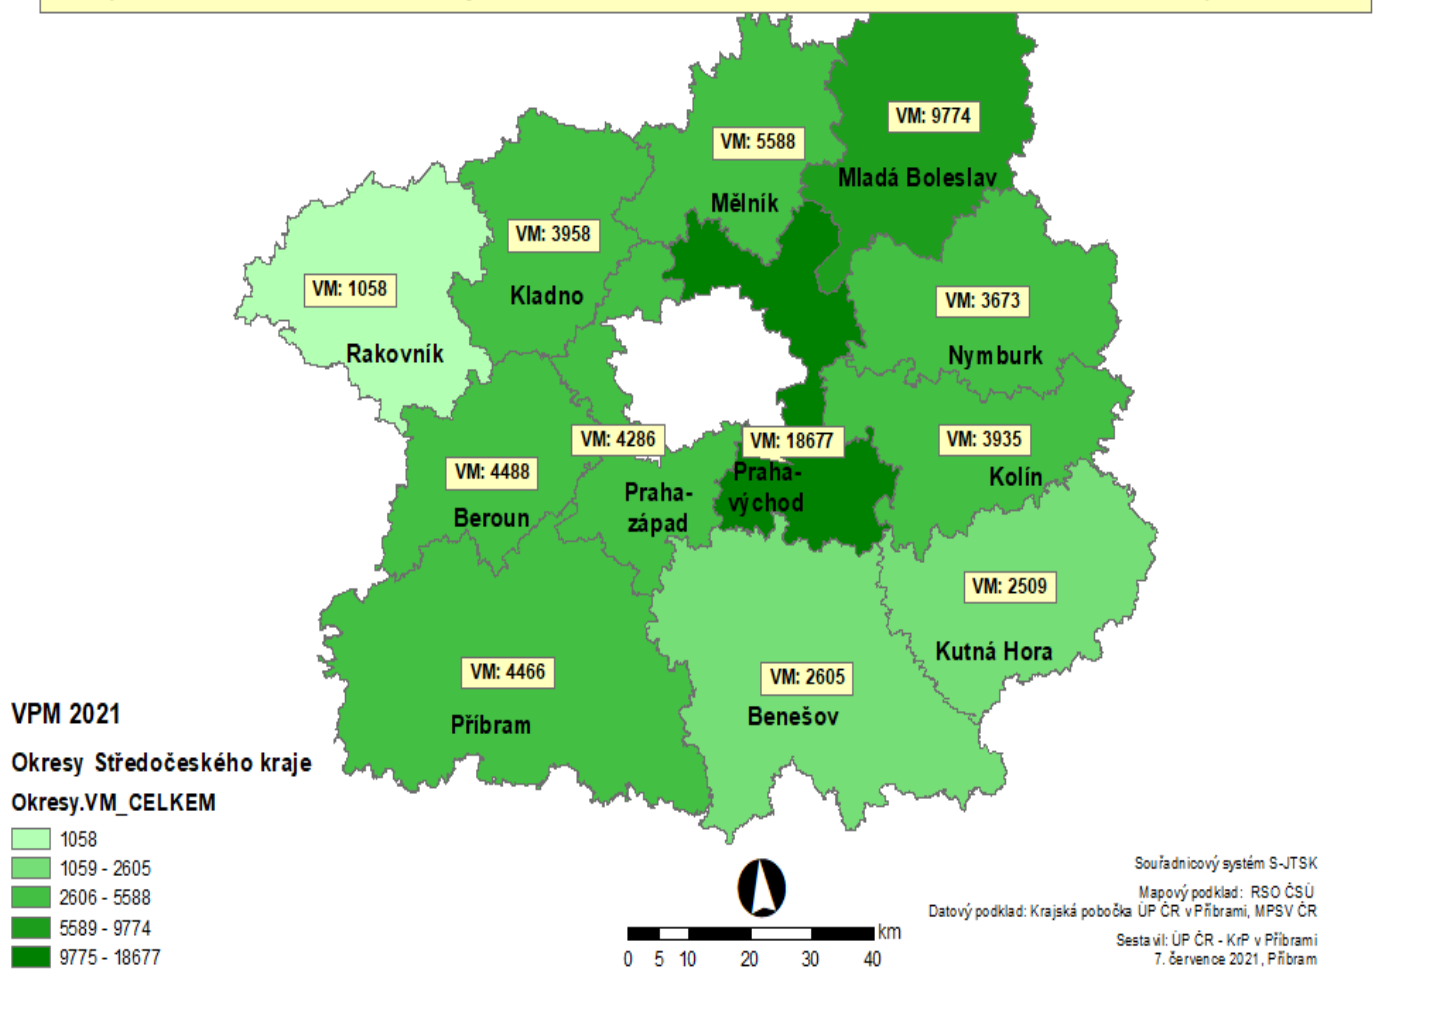 VM: 9774
VM: 5588
Mladá Boleslav
Mělník
VM: 3958
VM: 1058
Kladno
VM: 3673
Rakovník
Nymburk
VM: 4286
VM: 18677
VM: 3935
VM: 4488
Praha-
východ
Kolín
Praha-
západ
Beroun
VM: 2509
Kutná Hora
VM: 4466
VM: 2605
Příbram
Benešov
VPM 2021
Okresy Středočeského kraje
Okresy.VM_CELKEM
1058
1059 - 2605
2606 - 5588
5589 - 9774
9775 - 18677
km
0 5 10 20 30 40
Souřadnicový systém S-JTSK
Mapový podklad: RSO ČSÚ
Datový podklad: Krajská pobočka ÚP ČR v Příbrami, MPSV ČR
Sestavil: ÚP ČR - KrP v Příbrami
7. července 2021, Příbram